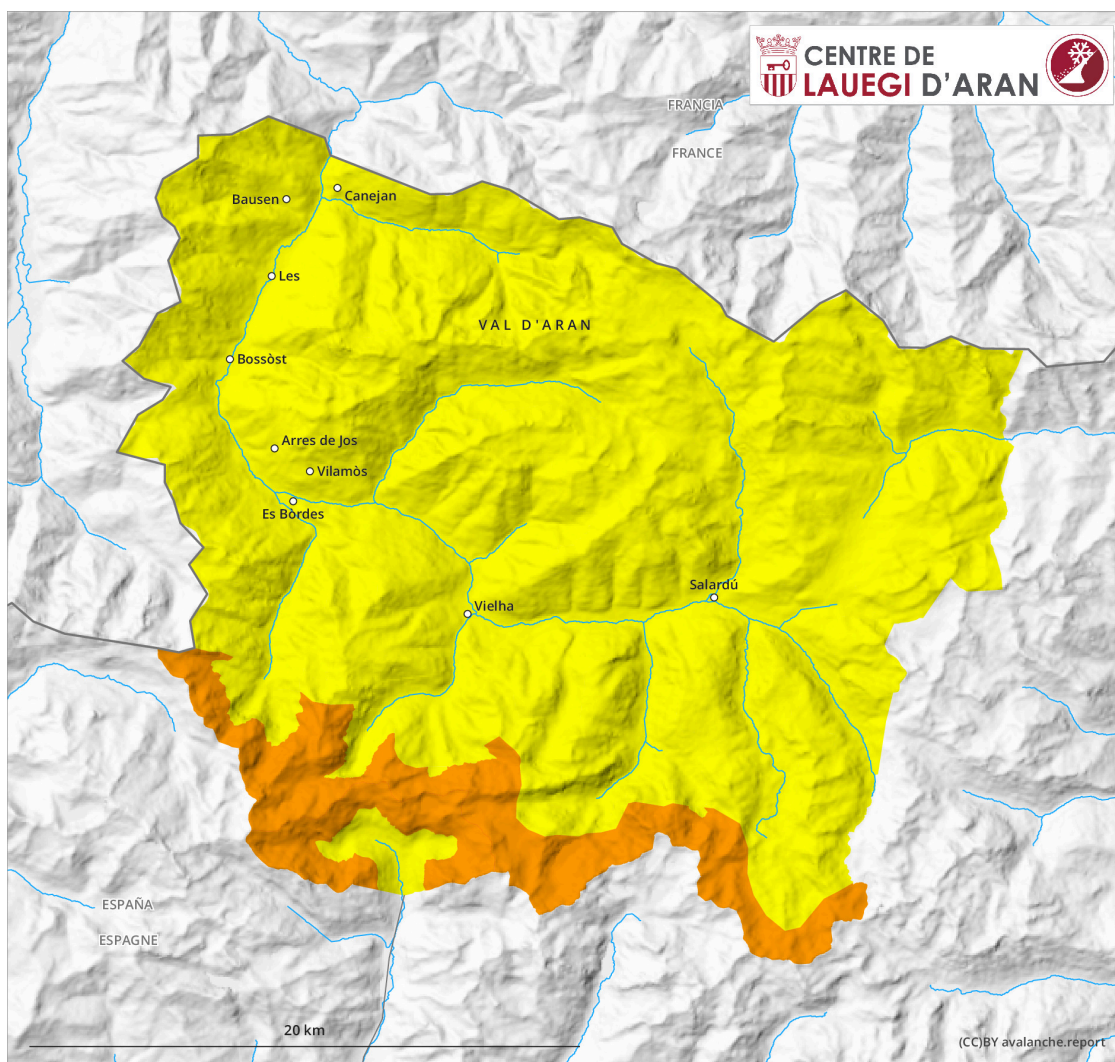 CENTRE DE
LAUEGI D'ARAN
FRANCIA
FRANCE
Bausen
Canejan
Les
VAL D'ARAN
Bossòst
Arres de Jos
Vilamòs
Es Bòrdes
Salardú
Vielha
ESPAÑA
ESPAGNE
20 km
(CC)BY avalanche.report